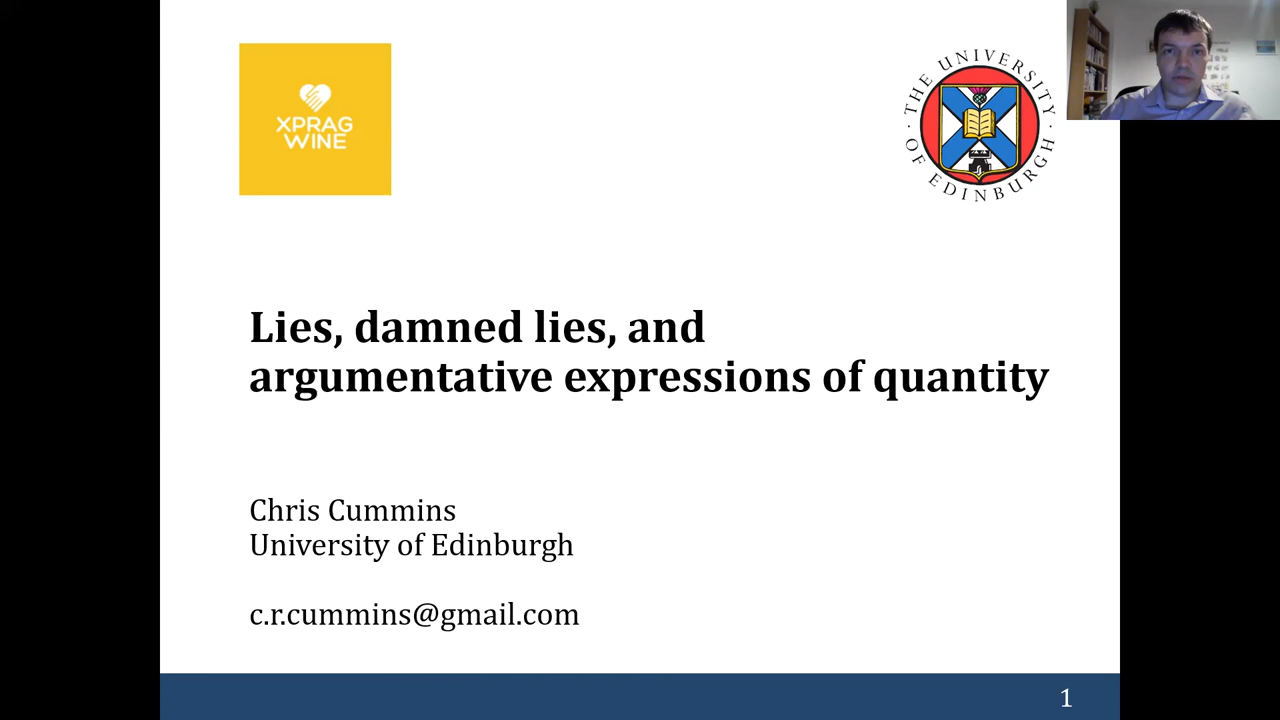 XPRAG
WINE
THE UNIVERSITY
OF EDINBURGH
Lies, damned lies, and
argumentative expressions of quantity
Chris Cummins
University of Edinburgh
c.r.cummins@gmail.com
1